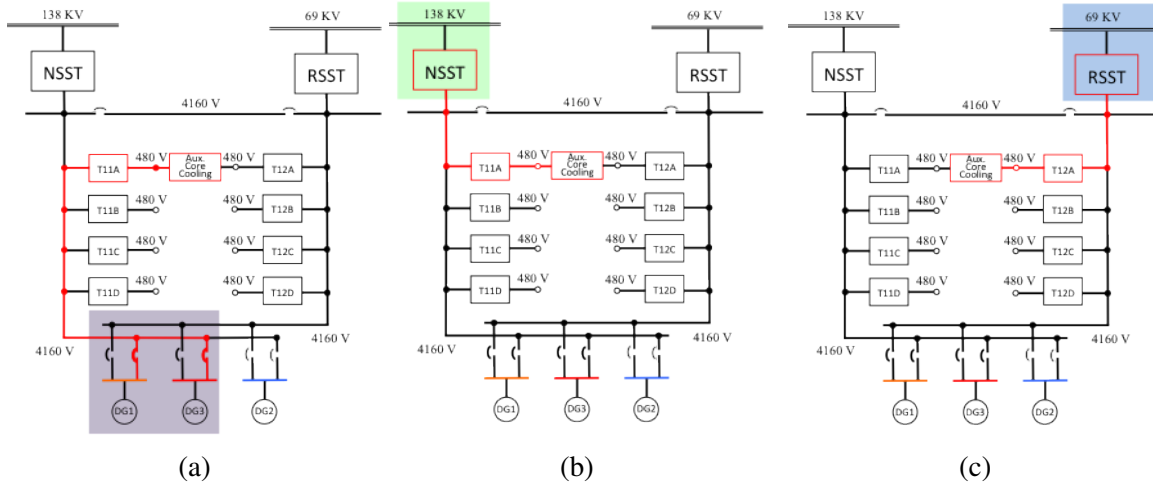 138 KV
69 KV
NSST
RSST
4160 V
480 V
480 V
T11A
Aux.
Core
Cooling
T12A
480 V
480 V
T11B
T12B
480 V
480 V
T11C
T12C
480 V
480 V
T11D
T12D
4160 V
4160 V
DG1
DG3
DG2
(a)
138 KV
69 KV
NSST
RSST
4160 V
480 V
480 V
T11A
Aux.
Core
Cooling
T12A
480 V
480 V
T11B
T12B
480 V
480 V
T11C
T12C
480 V
480 V
T11D
T12D
4160 V
4160 V
DG1
DG3
DG2
(b)
138 KV
69 KV
NSST
RSST
4160 V
480 V
480 V
T11A
Aux.
Core
Cooling
T12A
480 V
480 V
T11B
T12B
480 V
480 V
T11C
T12C
480 V
480 V
T11D
T12D
4160 V
4160 V
DG1
DG3
DG2
(c)